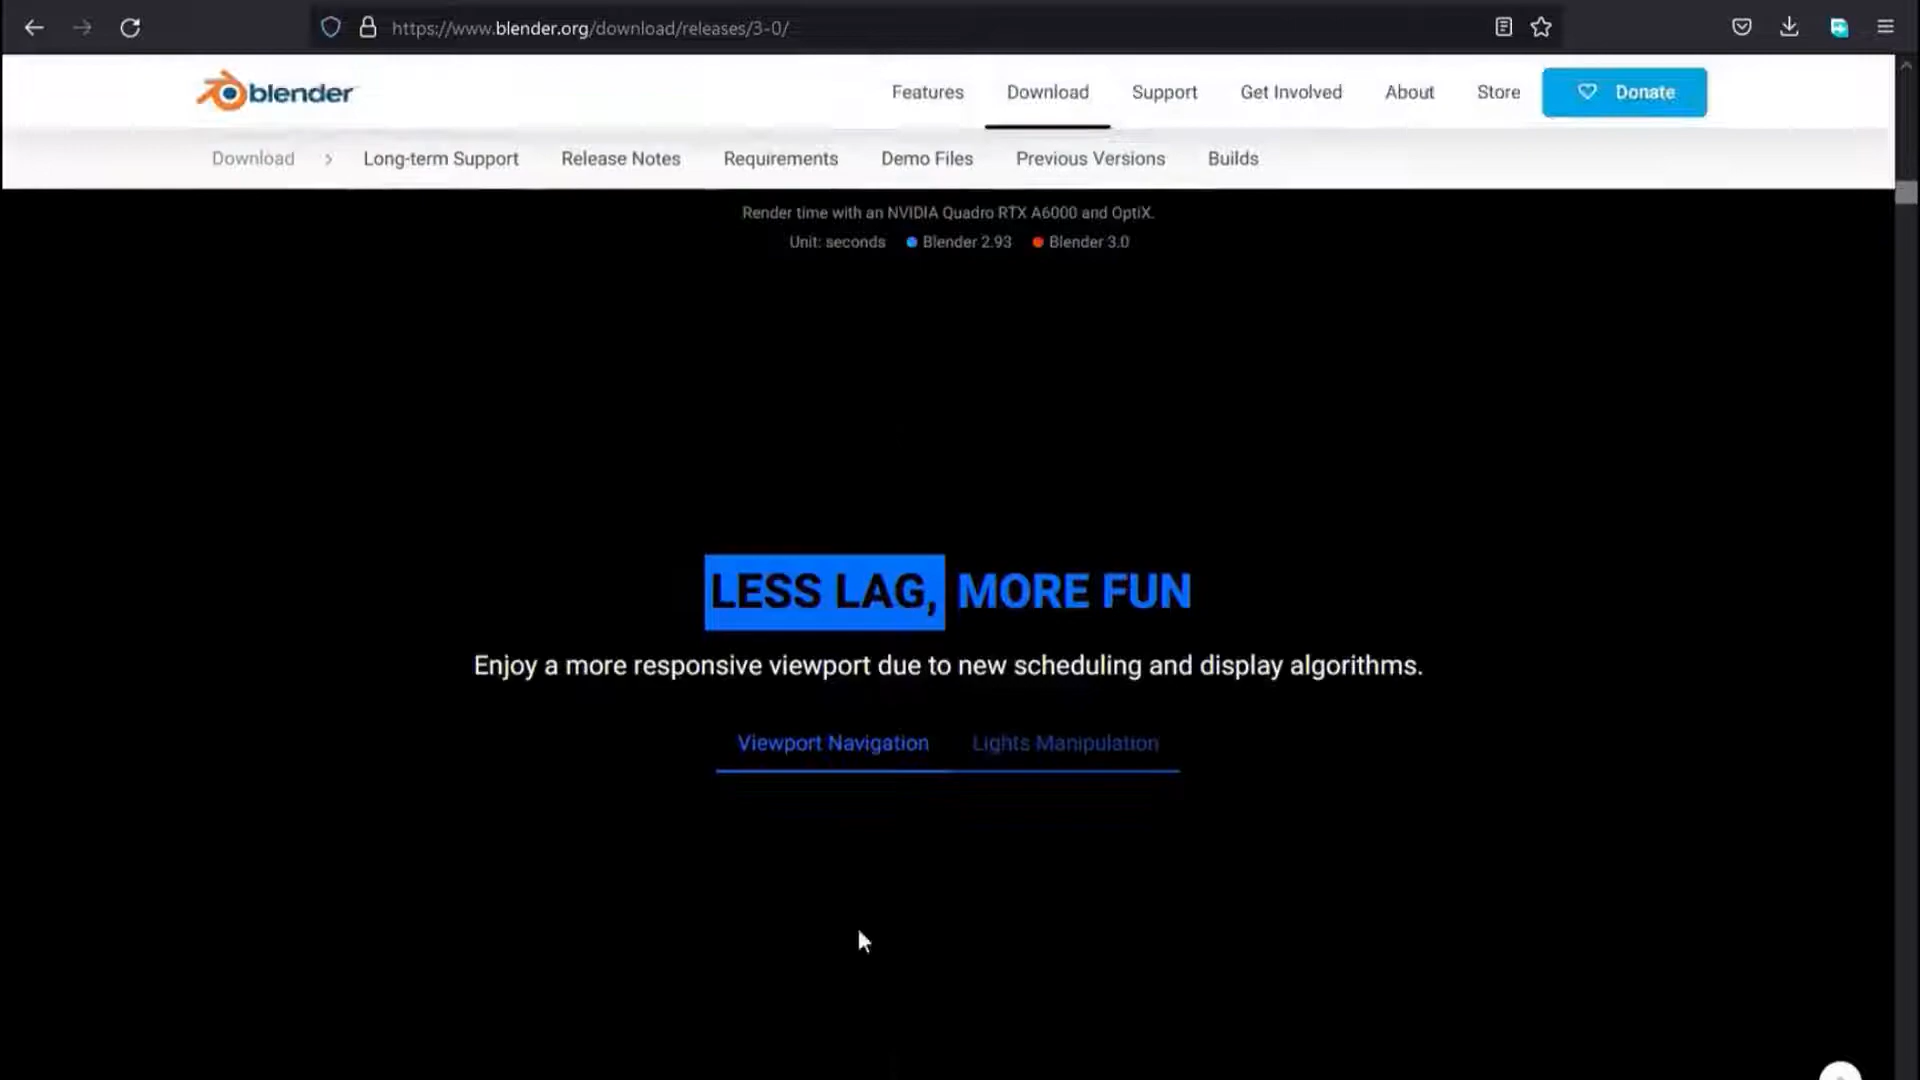 https://www.blender.org/download/releases/3-0/
blender
Features Download Support Get Involved About Store Donate
Download > Long-term Support Release Notes Requirements Demo Files Previous Versions Builds
Render time with an NVIDIA Quadro RTX A6000 and OptiX.
Unit: seconds Blender 2.93 Blender 3.0
LESS LAG, MORE FUN
Enjoy a more responsive viewport due to new scheduling and display algorithms.
Viewport Navigation Lights Manipulation